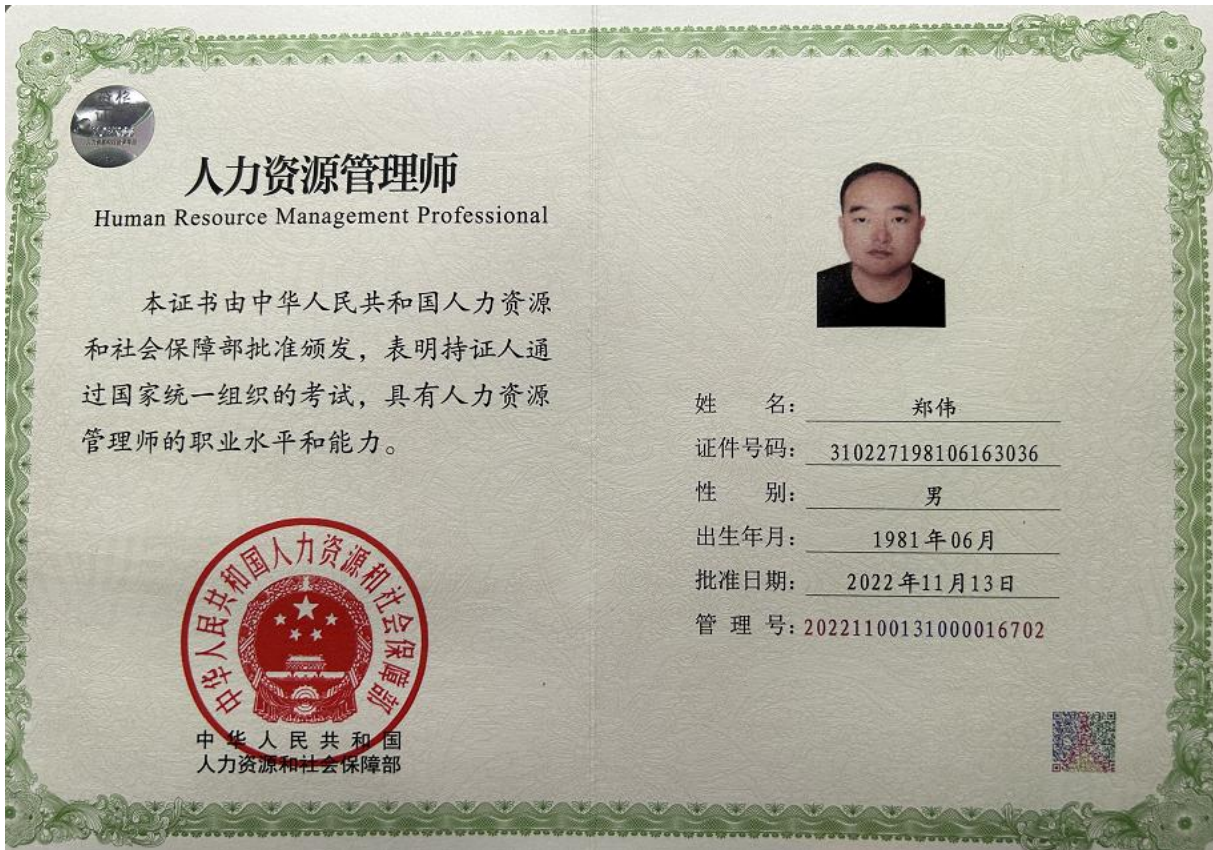 人力资源管理师
Human Resource Management Professional
本证书由中华人民共和国人力资源
和社会保障部批准颁发，表明持证人通
过国家统一组织的考试，具有人力资源
管理师的职业水平和能力。
中华人民共和国人力资源和社会保障部
中华人民共和国
人力资源和社会保障部
姓 名： 郑伟
证件号码： 310227198106163036
性 别： 男
出生年月： 1981年06月
批准日期： 2022年11月13日
管 理 号： 20221100131000016702